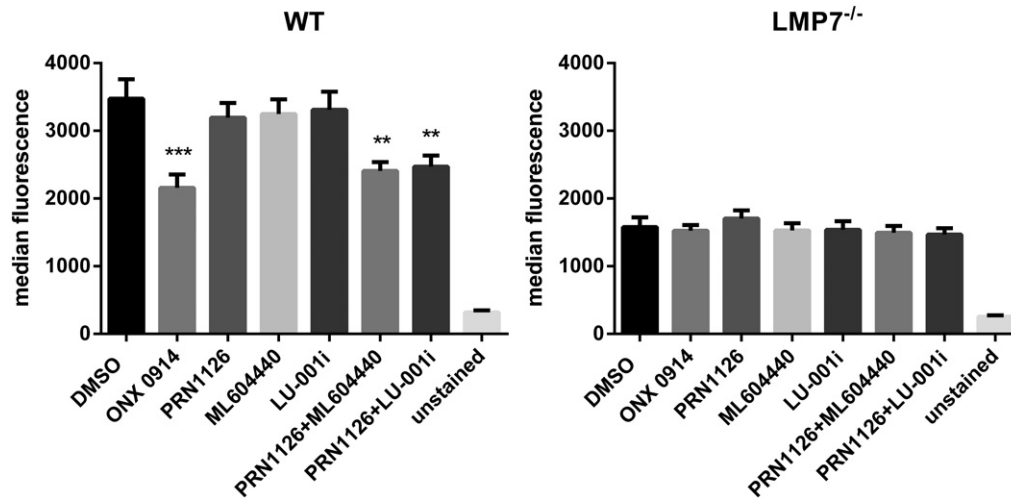 WT
median fluorescence
4000
3000
2000
1000
0
***
**
**
DMSO
ONX 0914
PRN1126
ML604440
LU-001i
PRN1126+ML604440
PRN1126+LU-001i
unstained
LMP7-/-
median fluorescence
4000
3000
2000
1000
0
DMSO
ONX 0914
PRN1126
ML604440
LU-001i
PRN1126+ML604440
PRN1126+LU-001i
unstained